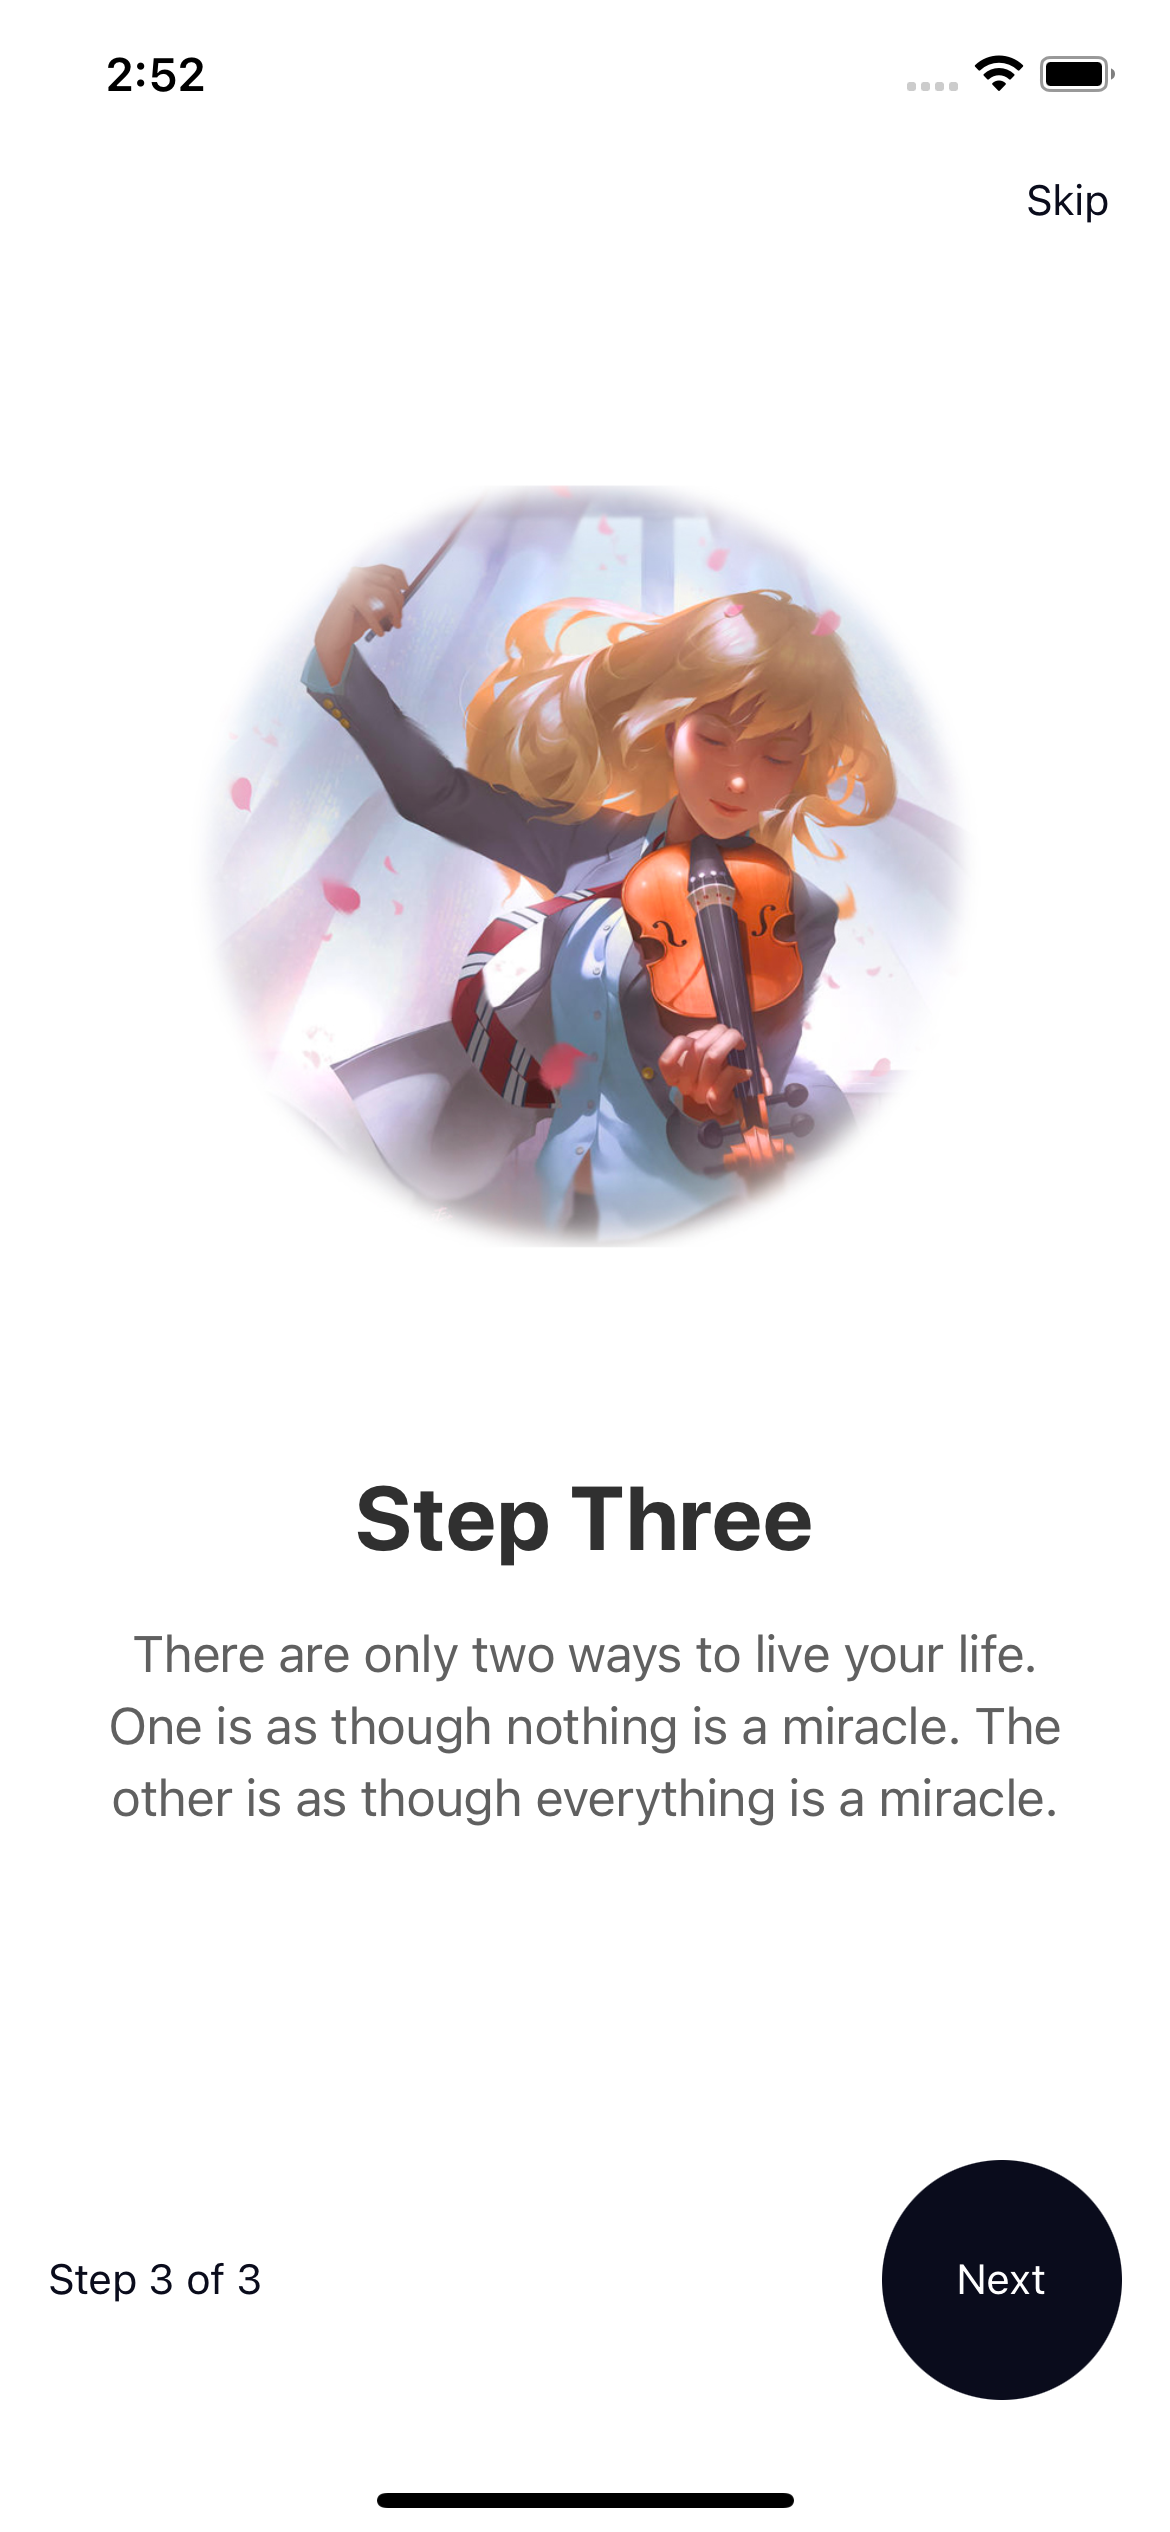 2:52
Skip
Step Three
There are only two ways to live your life.
One is as though nothing is a miracle. The
other is as though everything is a miracle.
Step 3 of 3
Next